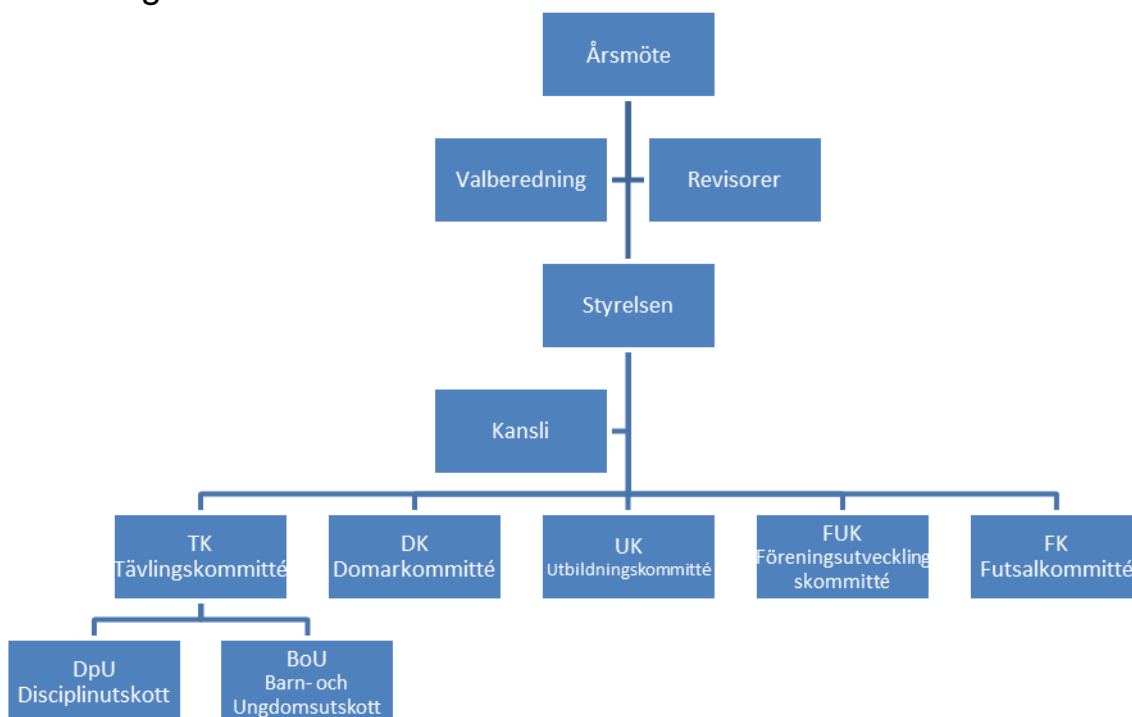 Årsmöte
Valberedning
Revisorer
Styrelsen
Kansli
TK
Tävlingskommitté
DK
Domarkommitté
UK
Utbildningskommitté
FUK
Föreningsutveckling
skommitté
FK
Futsalkommitté
DpU
Disciplinutskott
BoU
Barn- och
Ungdomsutskott